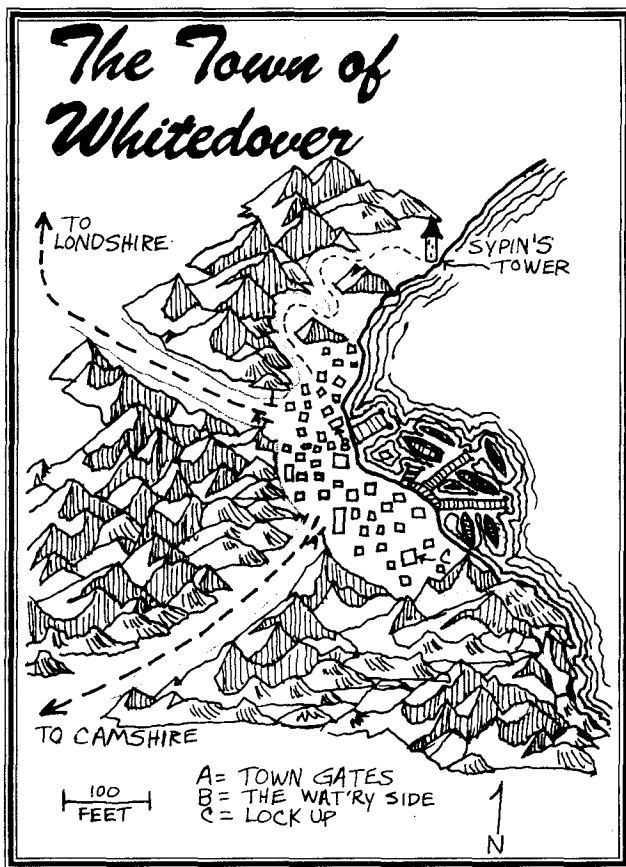 The Town of
Whitedover
TO
LONDSHIRE
SYPIN'S
TOWER
B
C
TO CAMSHIRE
100
FEET
A = TOWN GATES
B = THE WAT'RY SIDE
C = LOCK UP
N